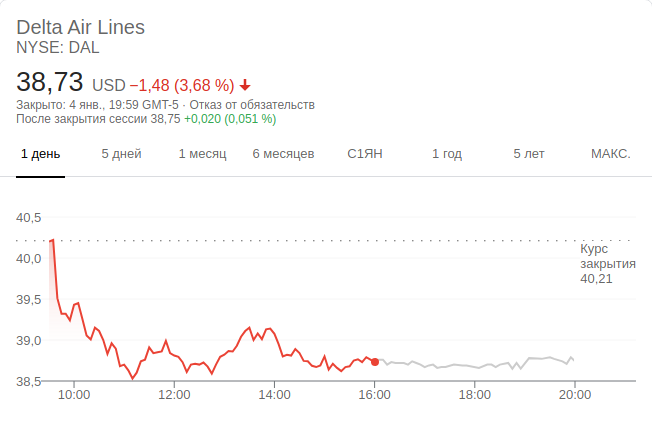 Delta Air Lines
NYSE: DAL
38,73 USD −1,48 (3,68 %)
Закрыто: 4 янв., 19:59 GMT-5 · Отказ от обязательств
После закрытия сессии 38,75 +0,020 (0,051 %)
1 день 5 дней 1 месяц 6 месяцев С1ЯН 1 год 5 лет МАКС.
40,5
Курс
закрытия
40,21
40,0
39,5
39,0
38,5
10:00 12:00 14:00 16:00 18:00 20:00